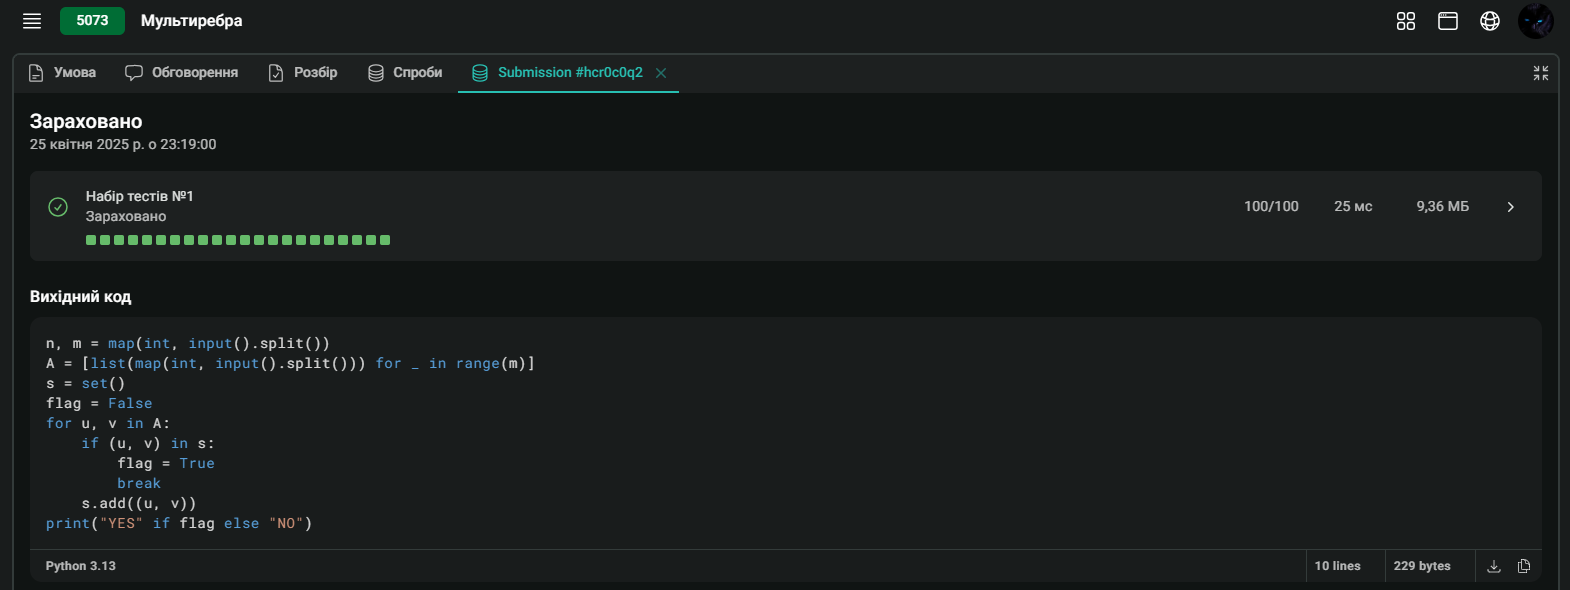 5073 Мультиребра
Умова Обговорення Розбір Спроби Submission #hcr0c0q2
Зараховано
25 квітня 2025 р. о 23:19:00
Набір тестів №1
Зараховано
100/100 25 мс 9,36 МБ
Вихідний код
n, m = map(int, input().split())
A = [list(map(int, input().split())) for _ in range(m)]
s = set()
flag = False
for u, v in A:
    if (u, v) in s:
        flag = True
        break
    s.add((u, v))
print("YES" if flag else "NO")
Python 3.13 10 lines 229 bytes